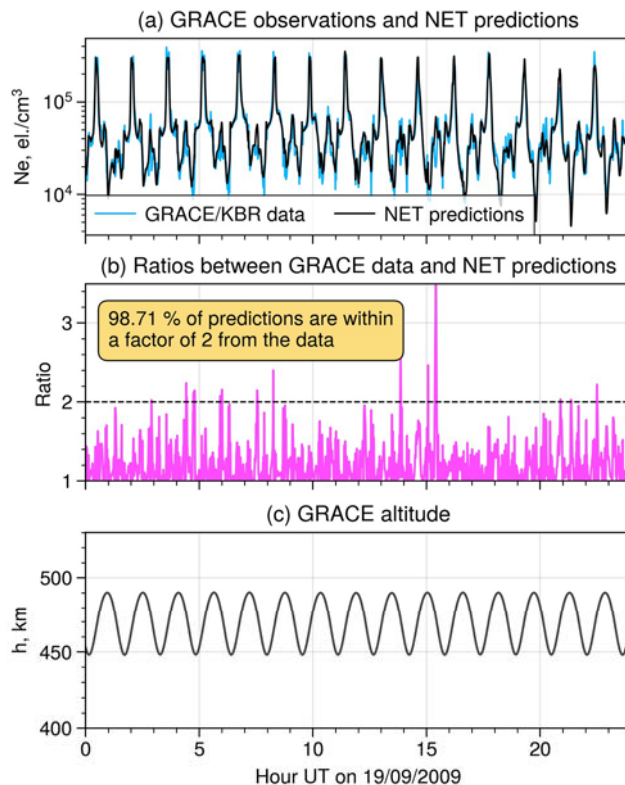 (a) GRACE observations and NET predictions
Ne, el./cm³
10⁵
10⁴
GRACE/KBR data
NET predictions
(b) Ratios between GRACE data and NET predictions
98.71 % of predictions are within
a factor of 2 from the data
Ratio
3
2
1
(c) GRACE altitude
h, km
500
450
400
0 5 10 15 20
Hour UT on 19/09/2009